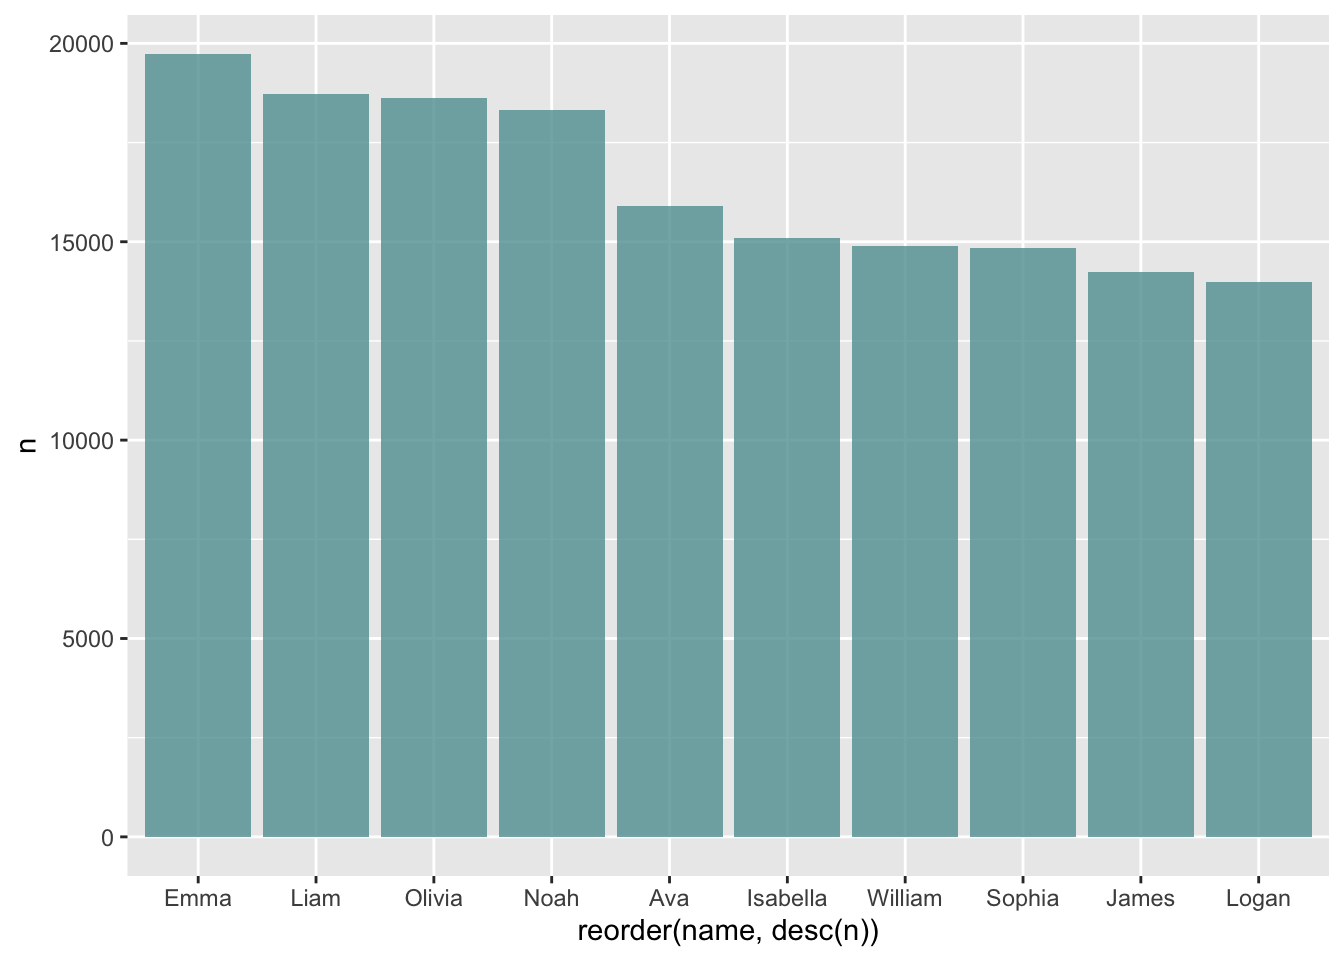 20000
15000
10000
5000
0
n
Emma Liam Olivia Noah Ava Isabella William Sophia James Logan
reorder(name, desc(n))